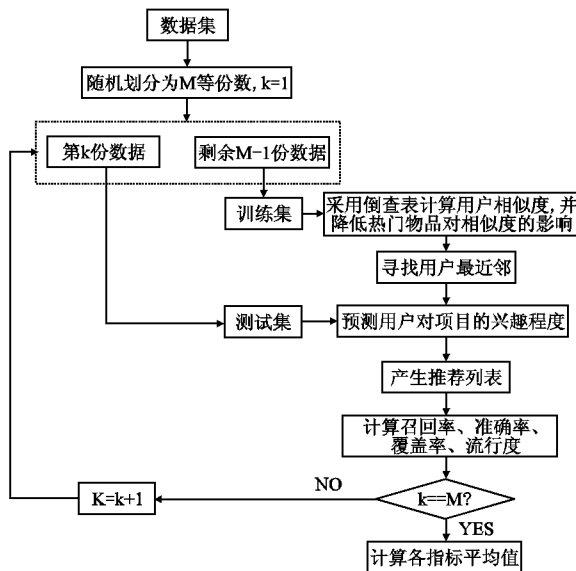 数据集
随机划分为M等份数, k=1
第k份数据
剩余M-1份数据
训练集
采用倒查表计算用户相似度, 并
降低热门物品对相似度的影响
寻找用户最近邻
测试集
预测用户对项目的兴趣程度
产生推荐列表
计算召回率、准确率、
覆盖率、流行度
NO
K=k+1
k==M?
YES
计算各指标平均值